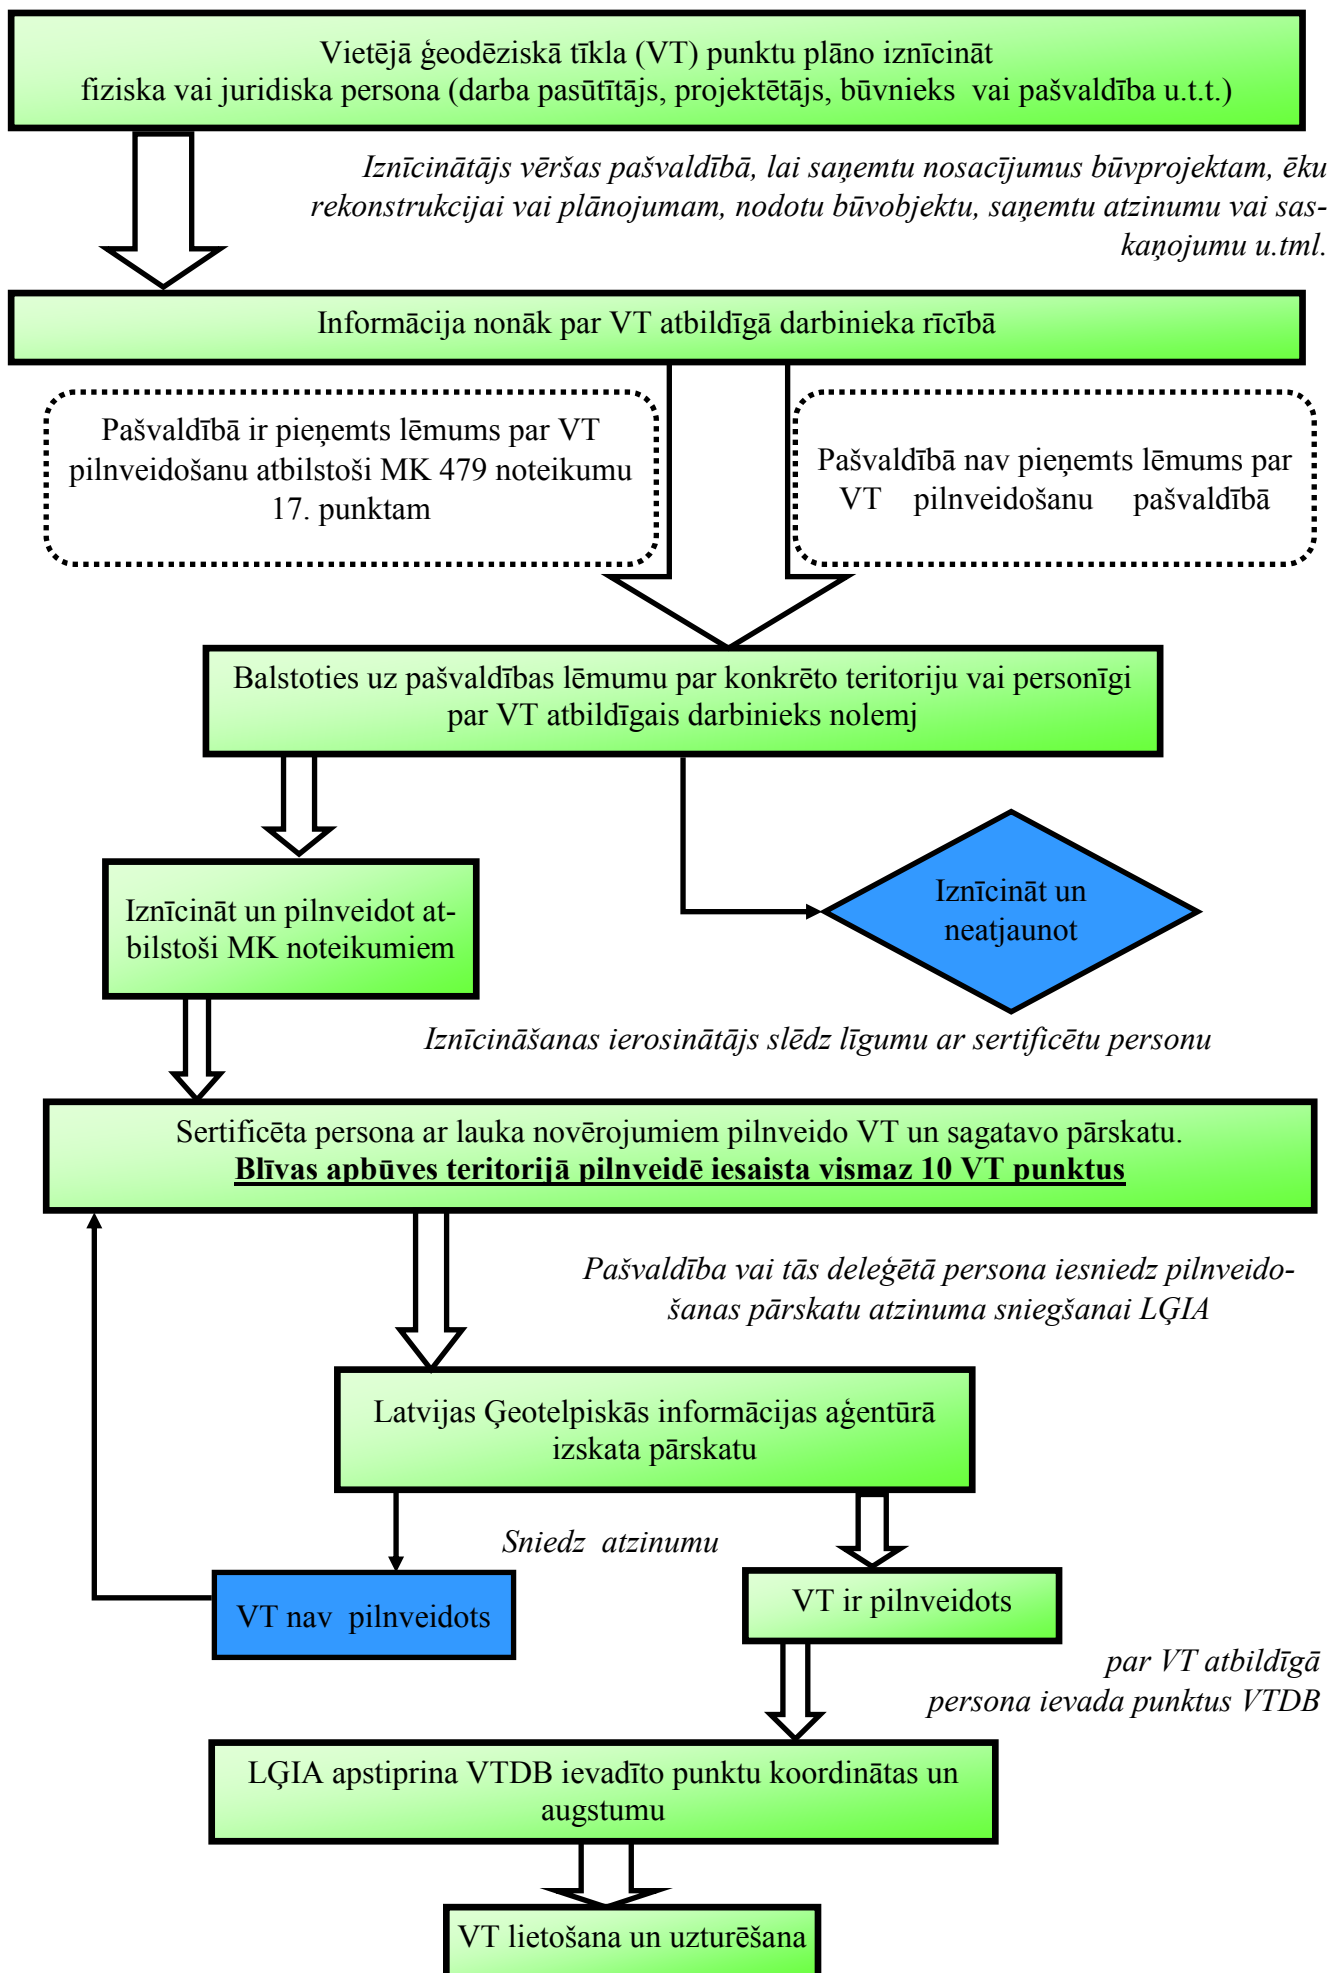 Vietējā ģeodēziskā tīkla (VT) punktu plāno iznīcināt
fiziska vai juridiska persona (darba pasūtītājs, projektētājs, būvnieks vai pašvaldība u.t.t.)
Iznīcinātājs vēršas pašvaldībā, lai saņemtu nosacījumus būvprojektam, ēku
rekonstrukcijai vai plānojumam, nodotu būvobjektu, saņemtu atzinumu vai sas-
kaņojumu u.tml.
Informācija nonāk par VT atbildīgā darbinieka rīcībā
Pašvaldībā ir pieņemts lēmums par VT
pilnveidošanu atbilstoši MK 479 noteikumu
17. punktam
Pašvaldībā nav pieņemts lēmums par
VT pilnveidošanu pašvaldībā
Balstoties uz pašvaldības lēmumu par konkrēto teritoriju vai personīgi
par VT atbildīgais darbinieks nolemj
Iznīcināt un pilnveidot at-
bilstoši MK noteikumiem
Iznīcināt un
neatjaunot
Iznīcināšanas ierosinātājs slēdz līgumu ar sertificētu personu
Sertificēta persona ar lauka novērojumiem pilnveido VT un sagatavo pārskatu.
Blīvas apbūves teritorijā pilnveidē iesaista vismaz 10 VT punktus
Pašvaldība vai tās deleģētā persona iesniedz pilnveido-
šanas pārskatu atzinuma sniegšanai LĢIA
Latvijas Ģeotelpiskās informācijas aģentūrā
izskata pārskatu
Sniedz atzinumu
VT nav pilnveidots
VT ir pilnveidots
par VT atbildīgā
persona ievada punktus VTDB
LĢIA apstiprina VTDB ievadīto punktu koordinātas un
augstumu
VT lietošana un uzturēšana